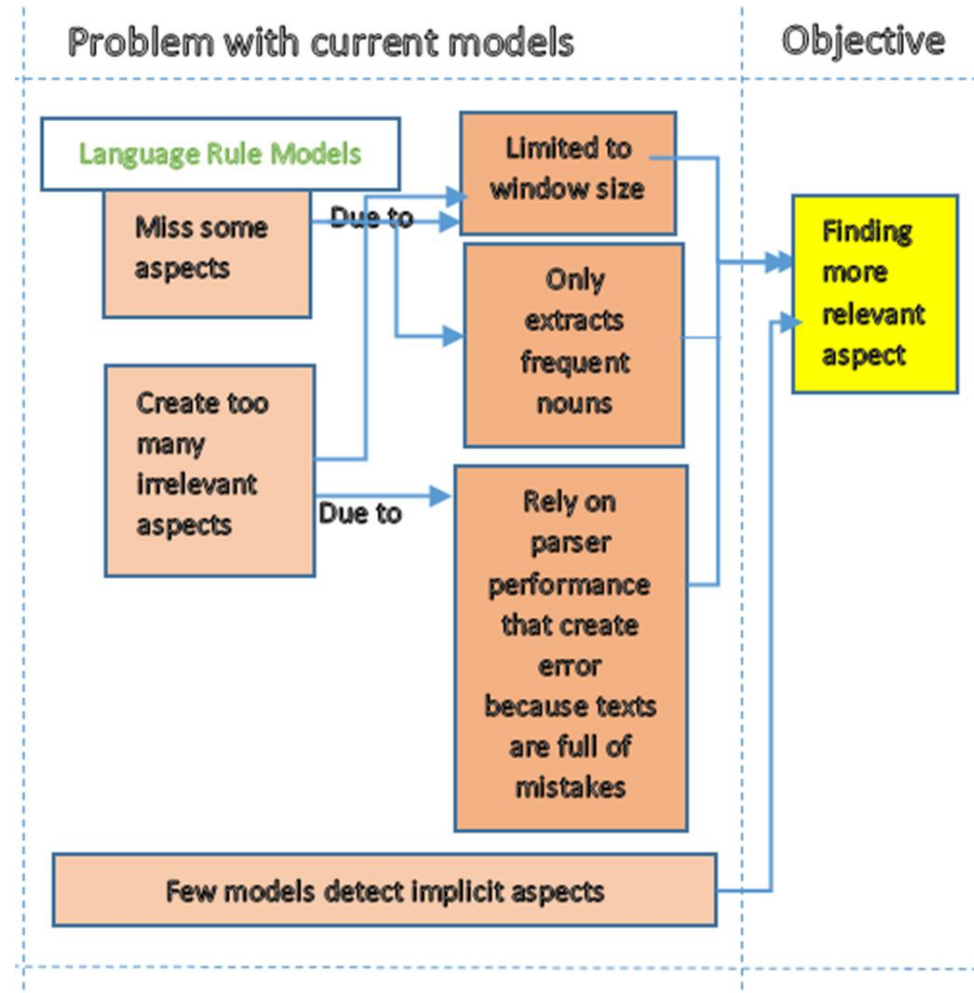 Problem with current models
Objective
Language Rule Models
Miss some
aspects
Due to
Limited to
window size
Only
extracts
frequent
nouns
Create too
many
irrelevant
aspects
Due to
Rely on
parser
performance
that create
error
because texts
are full of
mistakes
Few models detect implicit aspects
Finding
more
relevant
aspect